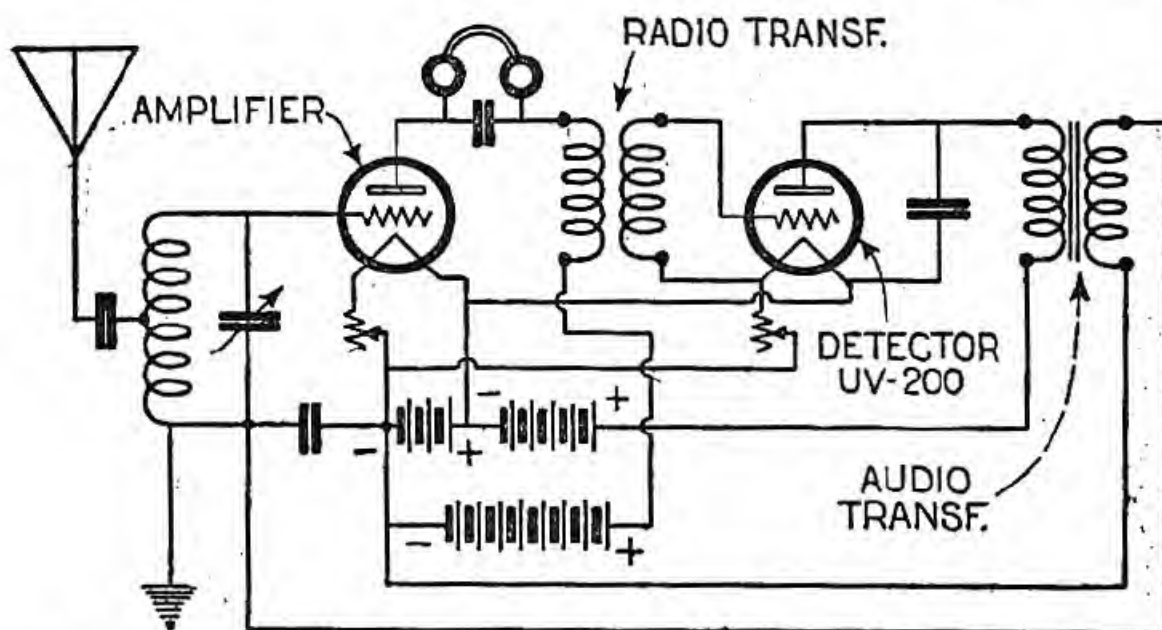 RADIO TRANSF.
AMPLIFIER
DETECTOR
UV-200
- +
- +
AUDIO
TRANSF.
- +